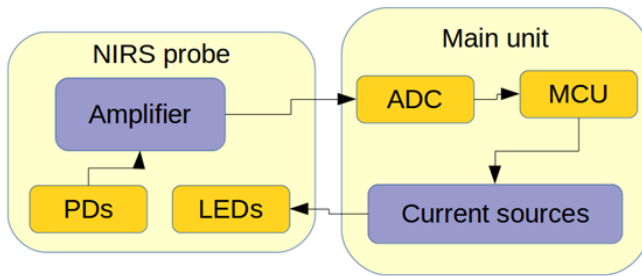 NIRS probe
Amplifier
PDs
LEDs
Main unit
ADC
MCU
Current sources